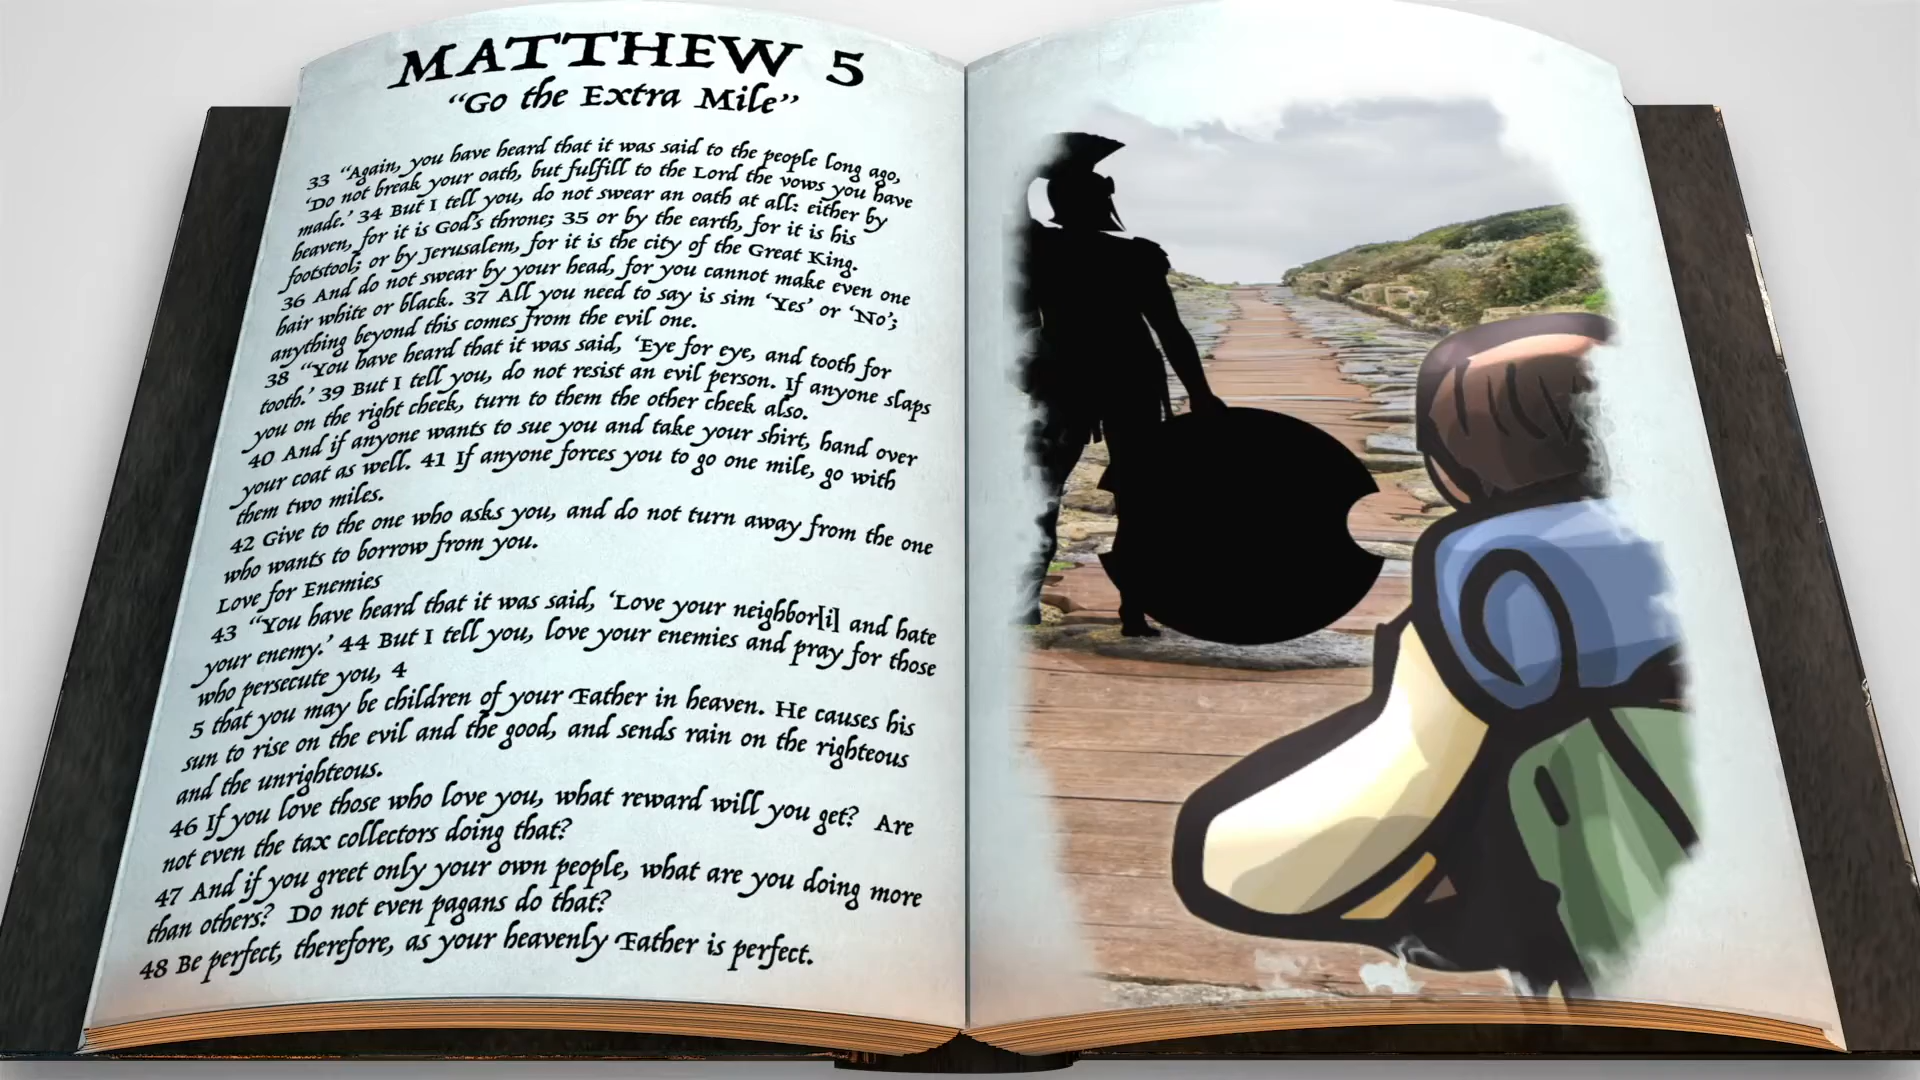 MATTHEW 5
“Go the Extra Mile”
33 “Again, you have heard that it was said to the people long ago,
‘Do not break your oath, but fulfill to the Lord the vows you have
made.’ 34 But I tell you, do not swear an oath at all: either by
heaven, for it is God’s throne; 35 or by the earth, for it is his
footstool; or by Jerusalem, for it is the city of the Great King.
36 And do not swear by your head, for you cannot make even one
hair white or black. 37 All you need to say is sim ‘Yes’ or ‘No’;
anything beyond this comes from the evil one.
38 “You have heard that it was said, ‘Eye for eye, and tooth for
tooth.’ 39 But I tell you, do not resist an evil person. If anyone slaps
you on the right cheek, turn to them the other cheek also.
40 And if anyone wants to sue you and take your shirt, hand over
your coat as well. 41 If anyone forces you to go one mile, go with
them two miles.
42 Give to the one who asks you, and do not turn away from the one
who wants to borrow from you.
Love for Enemies
43 “You have heard that it was said, ‘Love your neighbor[i] and hate
your enemy.’ 44 But I tell you, love your enemies and pray for those
who persecute you, 4
5 that you may be children of your Father in heaven. He causes his
sun to rise on the evil and the good, and sends rain on the righteous
and the unrighteous.
46 If you love those who love you, what reward will you get? Are
not even the tax collectors doing that?
47 And if you greet only your own people, what are you doing more
than others? Do not even pagans do that?
48 Be perfect, therefore, as your heavenly Father is perfect.